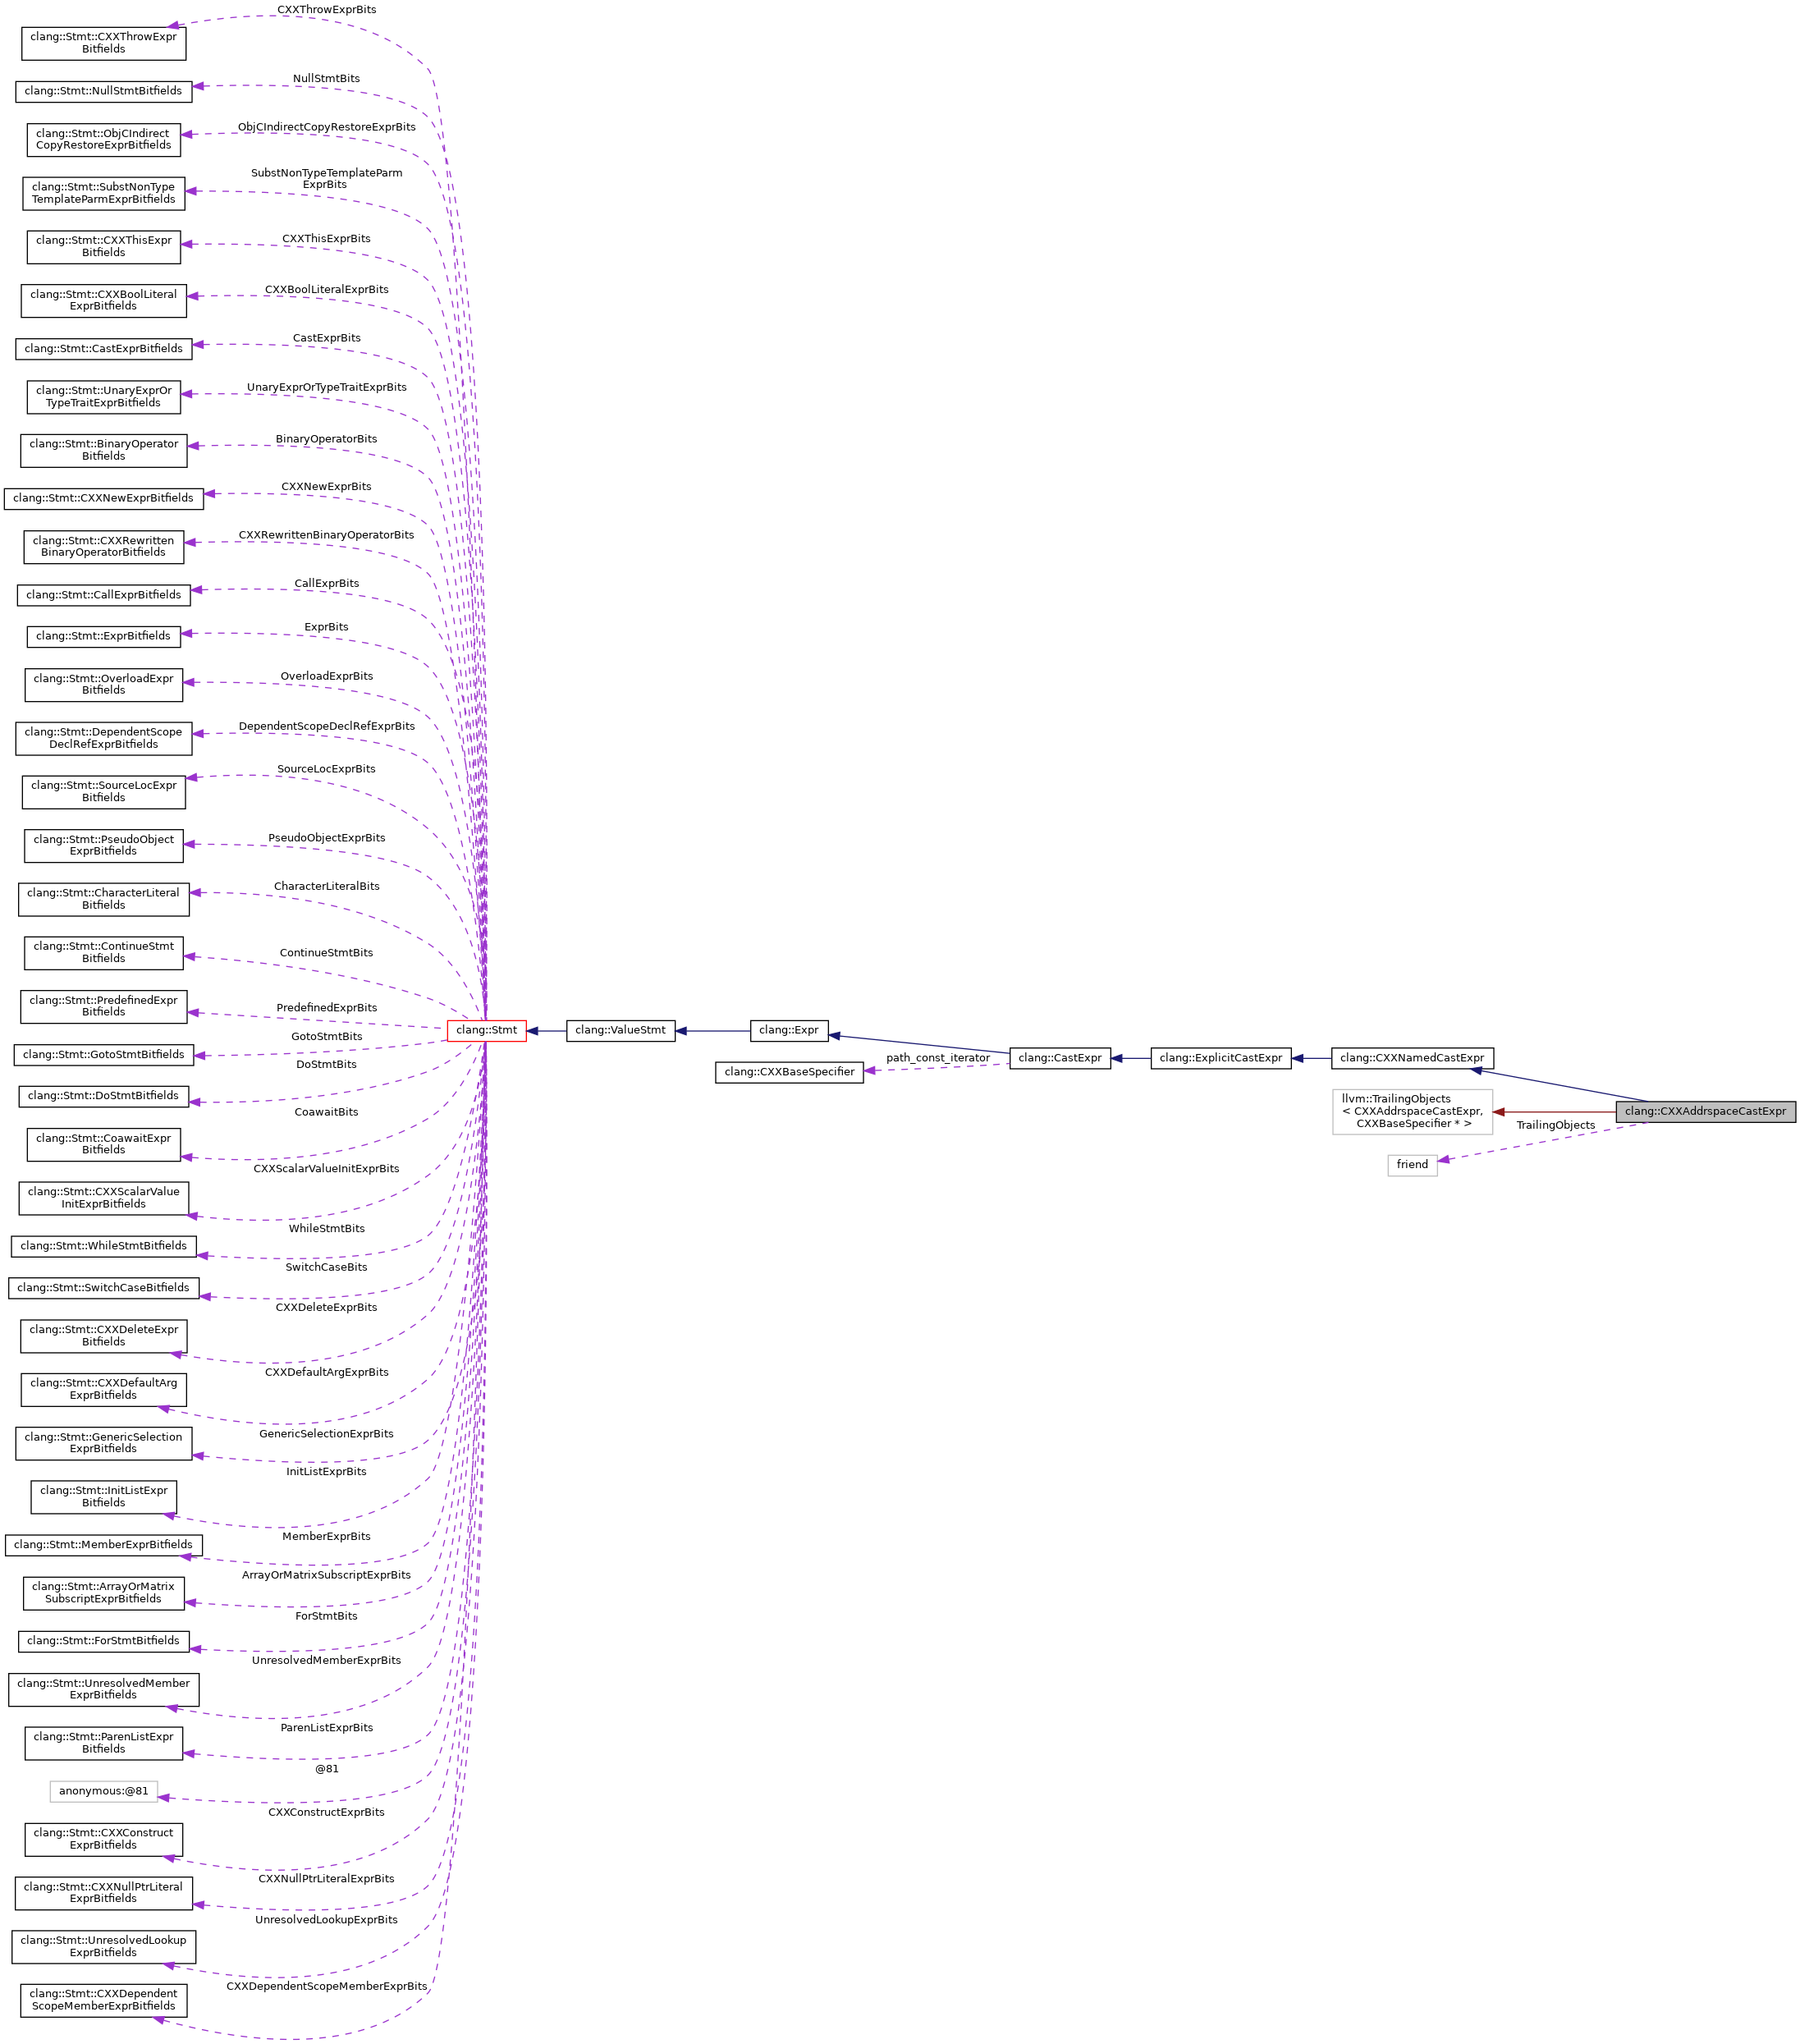 CXXThrowExprBits
clang::Stmt::CXXThrowExpr
Bitfields
NullStmtBits
clang::Stmt::NullStmtBitfields
ObjCIndirectCopyRestoreExprBits
clang::Stmt::ObjCIndirect
CopyRestoreExprBitfields
SubstNonTypeTemplateParm
ExprBits
clang::Stmt::SubstNonType
TemplateParmExprBitfields
CXXThisExprBits
clang::Stmt::CXXThisExpr
Bitfields
CXXBoolLiteralExprBits
clang::Stmt::CXXBoolLiteral
ExprBitfields
CastExprBits
clang::Stmt::CastExprBitfields
UnaryExprOrTypeTraitExprBits
clang::Stmt::UnaryExprOr
TypeTraitExprBitfields
BinaryOperatorBits
clang::Stmt::BinaryOperator
Bitfields
CXXNewExprBits
clang::Stmt::CXXNewExprBitfields
CXXRewrittenBinaryOperatorBits
clang::Stmt::CXXRewritten
BinaryOperatorBitfields
CallExprBits
clang::Stmt::CallExprBitfields
ExprBits
clang::Stmt::ExprBitfields
OverloadExprBits
clang::Stmt::OverloadExpr
Bitfields
DependentScopeDeclRefExprBits
clang::Stmt::DependentScope
DeclRefExprBitfields
SourceLocExprBits
clang::Stmt::SourceLocExpr
Bitfields
PseudoObjectExprBits
clang::Stmt::PseudoObject
ExprBitfields
CharacterLiteralBits
clang::Stmt::CharacterLiteral
Bitfields
ContinueStmtBits
clang::Stmt::ContinueStmt
Bitfields
PredefinedExprBits
clang::Stmt::PredefinedExpr
Bitfields
GotoStmtBits
clang::Stmt::GotoStmtBitfields
DoStmtBits
clang::Stmt::DoStmtBitfields
CoawaitBits
clang::Stmt::CoawaitExpr
Bitfields
CXXScalarValueInitExprBits
clang::Stmt::CXXScalarValue
InitExprBitfields
WhileStmtBits
clang::Stmt::WhileStmtBitfields
SwitchCaseBits
clang::Stmt::SwitchCaseBitfields
CXXDeleteExprBits
clang::Stmt::CXXDeleteExpr
Bitfields
CXXDefaultArgExprBits
clang::Stmt::CXXDefaultArg
ExprBitfields
GenericSelectionExprBits
clang::Stmt::GenericSelection
ExprBitfields
InitListExprBits
clang::Stmt::InitListExpr
Bitfields
MemberExprBits
clang::Stmt::MemberExprBitfields
ArrayOrMatrixSubscriptExprBits
clang::Stmt::ArrayOrMatrix
SubscriptExprBitfields
ForStmtBits
clang::Stmt::ForStmtBitfields
UnresolvedMemberExprBits
clang::Stmt::UnresolvedMember
ExprBitfields
ParenListExprBits
clang::Stmt::ParenListExpr
Bitfields
@81
anonymous:@81
CXXConstructExprBits
clang::Stmt::CXXConstruct
ExprBitfields
CXXNullPtrLiteralExprBits
clang::Stmt::CXXNullPtrLiteral
ExprBitfields
UnresolvedLookupExprBits
clang::Stmt::UnresolvedLookup
ExprBitfields
CXXDependentScopeMemberExprBits
clang::Stmt::CXXDependent
ScopeMemberExprBitfields
clang::Stmt
clang::ValueStmt
clang::Expr
path_const_iterator
clang::CXXBaseSpecifier
clang::CastExpr
clang::ExplicitCastExpr
clang::CXXNamedCastExpr
llvm::TrailingObjects
< CXXAddrspaceCastExpr,
CXXBaseSpecifier * >
TrailingObjects
friend
clang::CXXAddrspaceCastExpr